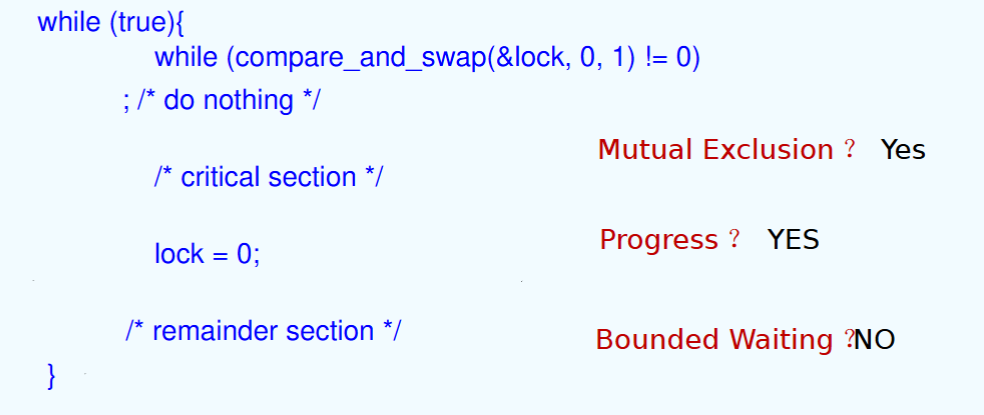 while (true){
while (compare_and_swap(&lock, 0, 1) != 0)
; /* do nothing */
Mutual Exclusion ? Yes
/* critical section */
Progress ? YES
lock = 0;
/* remainder section */
Bounded Waiting ?NO
}